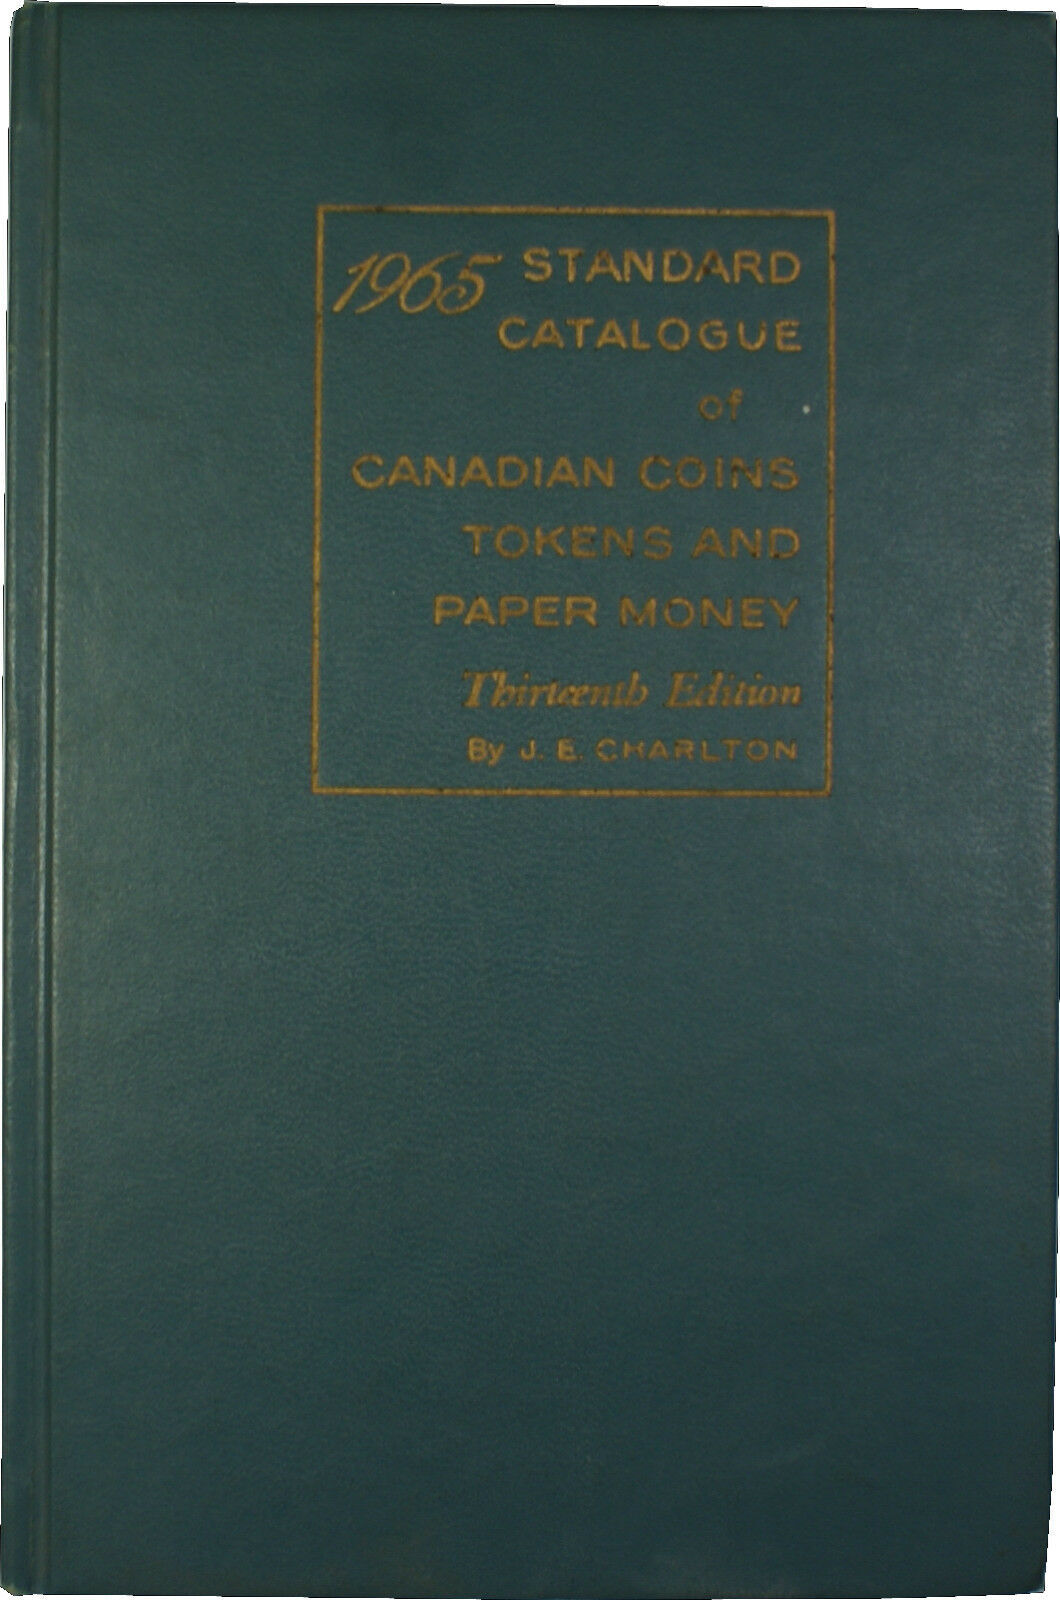 1965 STANDARD
CATALOGUE
of
CANADIAN COINS
TOKENS AND
PAPER MONEY
Thirteenth Edition
By J. E. CHARLTON